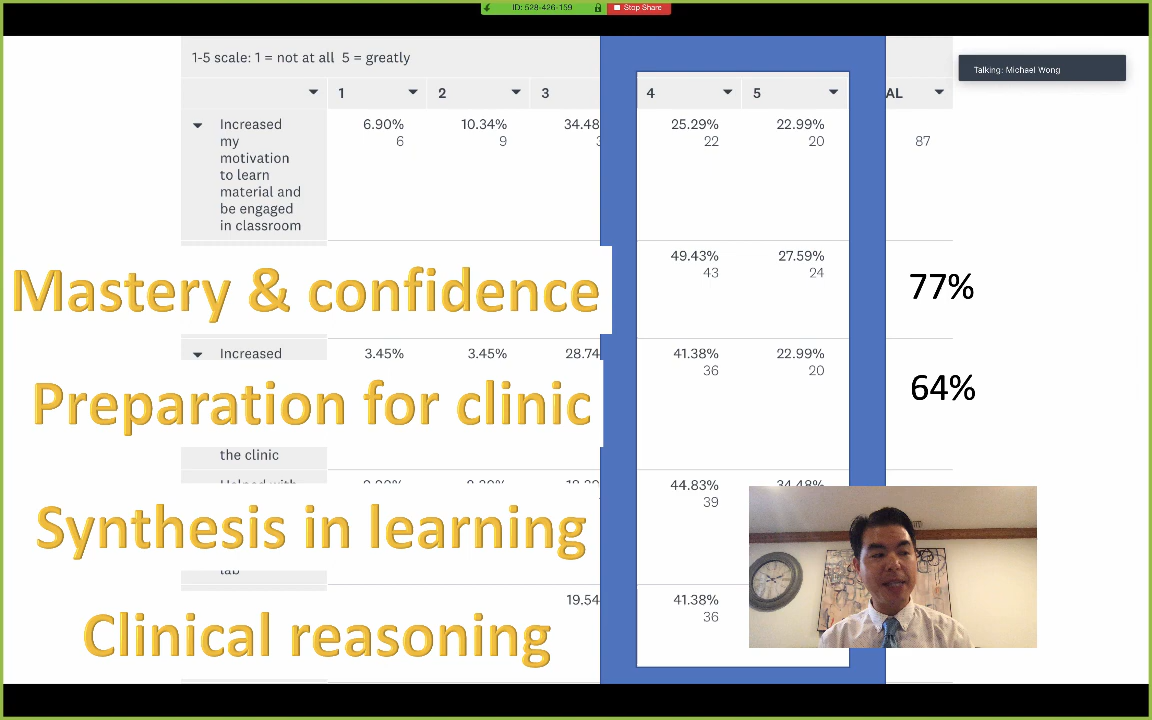 ID: 528-426-159 Stop Share
1-5 scale: 1 = not at all 5 = greatly
Talking: Michael Wong
1 2 3 4 5 AL
Increased 6.90% 10.34% 34.48 25.29% 22.99%
my 6 9 22 20 87
motivation
to learn
material and
be engaged
in classroom
49.43% 27.59%
43 24
Mastery & confidence 77%
Increased 3.45% 3.45% 28.74 41.38% 22.99%
36 20
Preparation for clinic 64%
the clinic
44.83% 34.48%
39
Synthesis in learning
lab
19.54 41.38%
36
Clinical reasoning